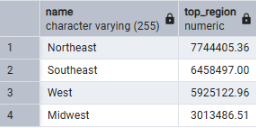 name top_region
character varying (255) numeric
1 Northeast 7744405.36
2 Southeast 6458497.00
3 West 5925122.96
4 Midwest 3013486.51